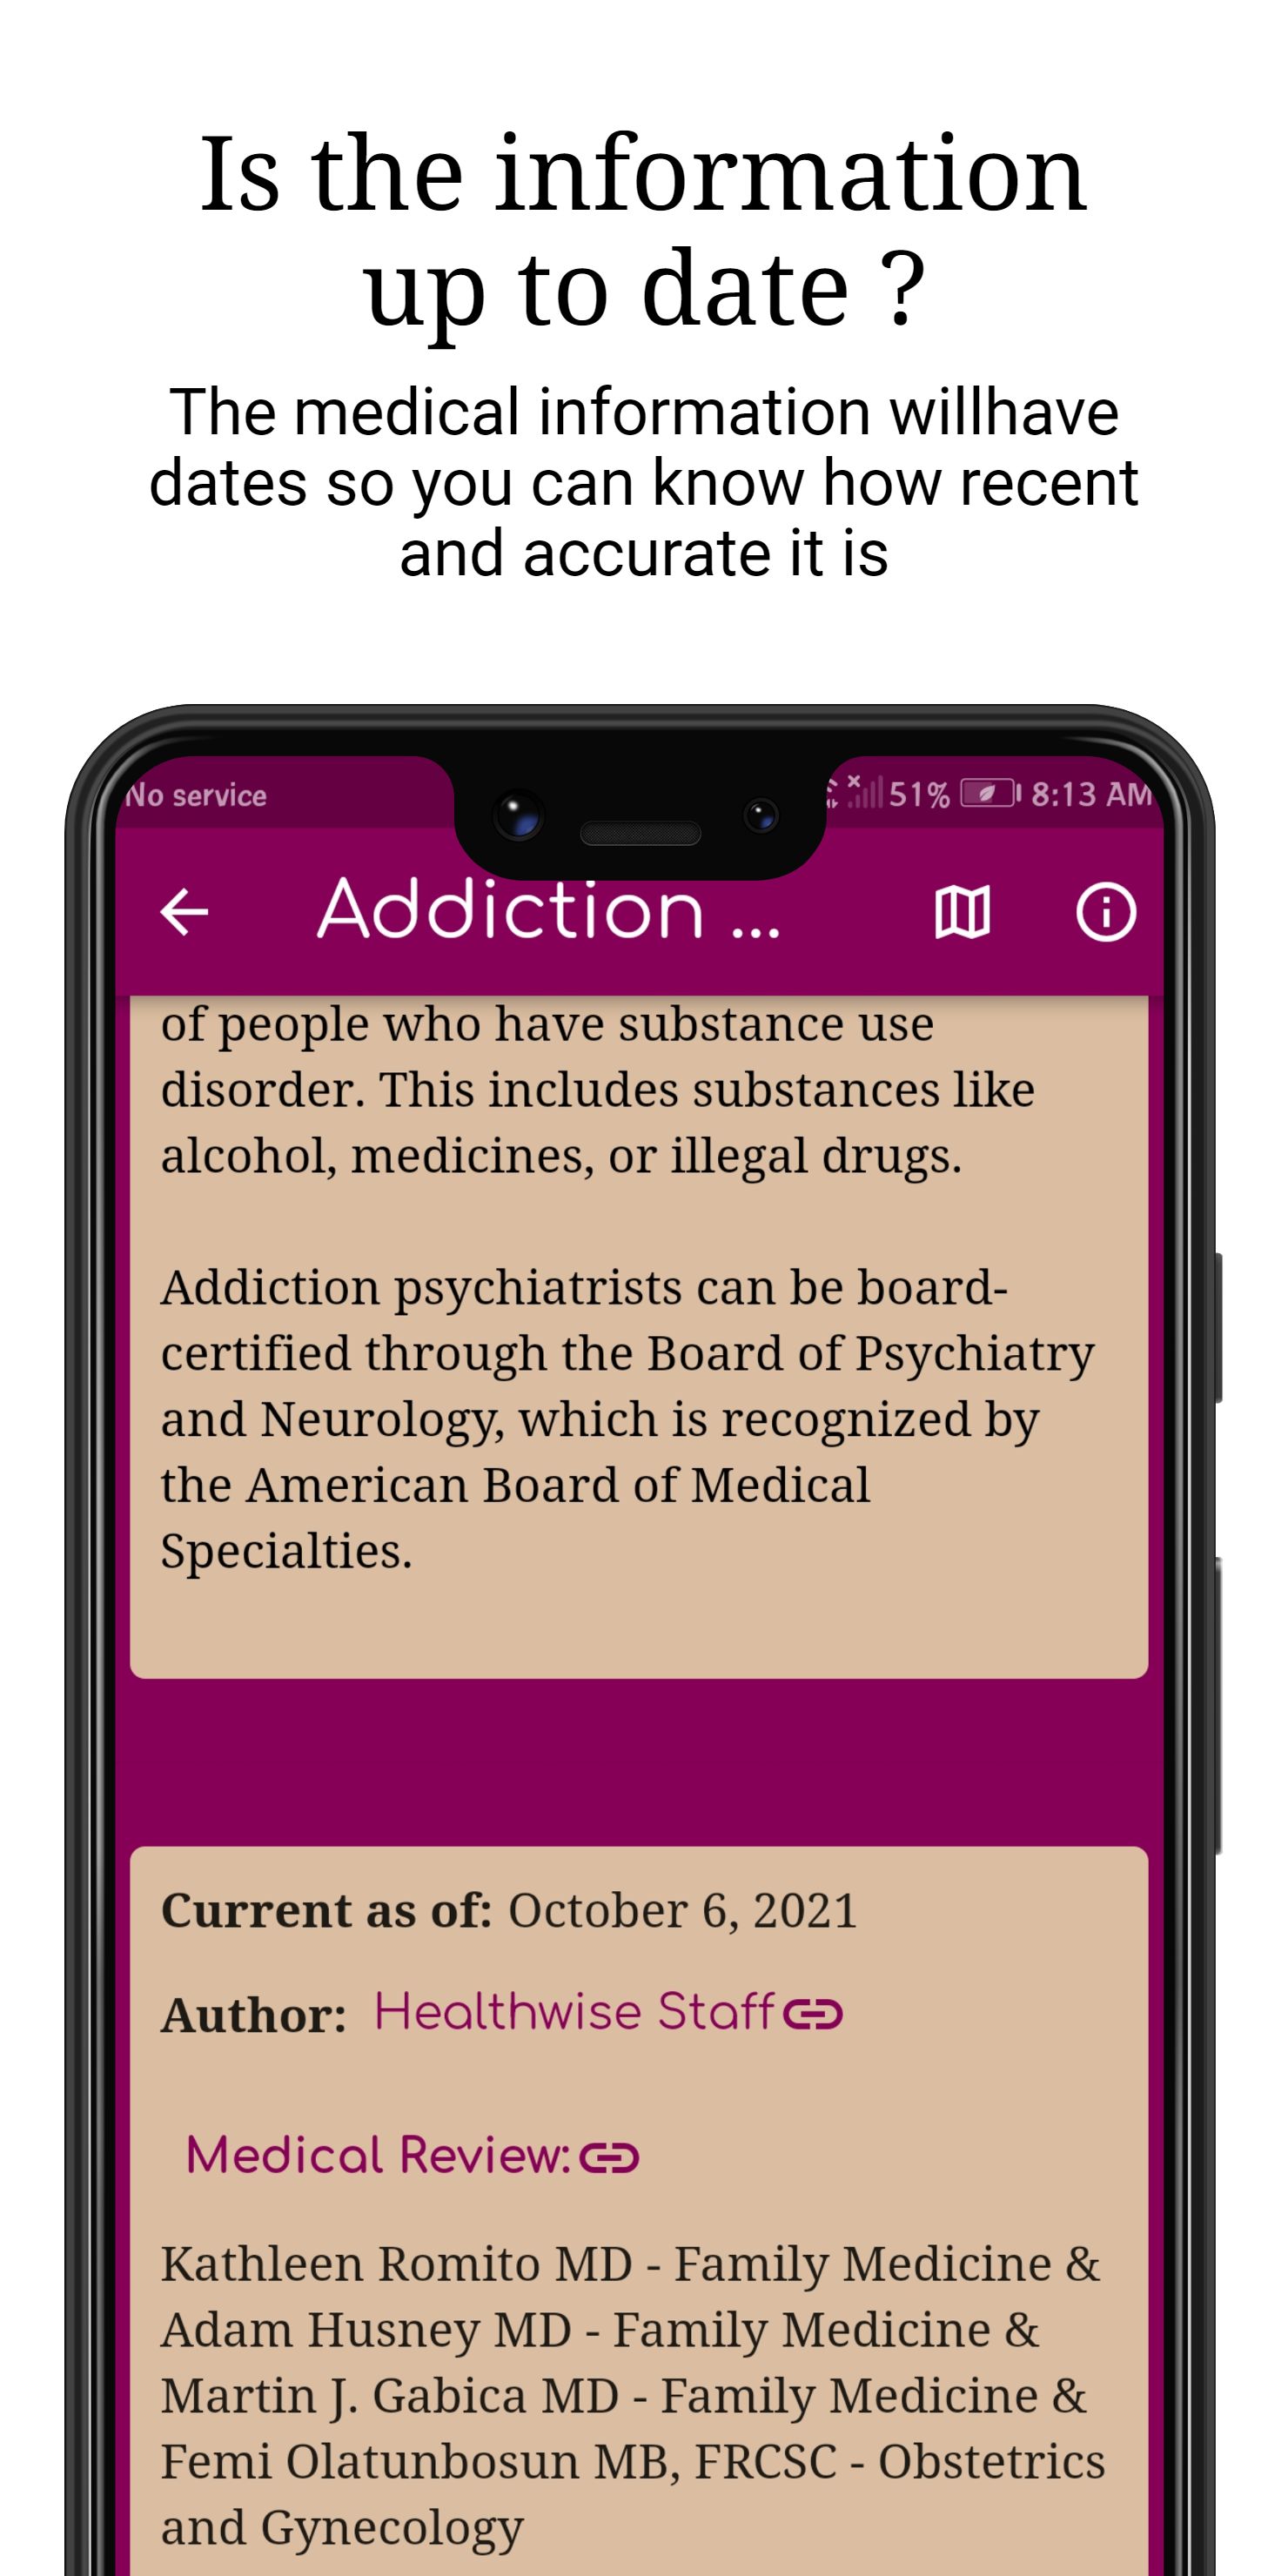 Is the information
up to date ?
The medical information willhave
dates so you can know how recent
and accurate it is
No service
51%
8:13 AM
Addiction ...
of people who have substance use
disorder. This includes substances like
alcohol, medicines, or illegal drugs.
Addiction psychiatrists can be board-
certified through the Board of Psychiatry
and Neurology, which is recognized by
the American Board of Medical
Specialties.
Current as of: October 6, 2021
Author: Healthwise Staff
Medical Review:
Kathleen Romito MD - Family Medicine &
Adam Husney MD - Family Medicine &
Martin J. Gabica MD - Family Medicine &
Femi Olatunbosun MB, FRCSC - Obstetrics
and Gynecology